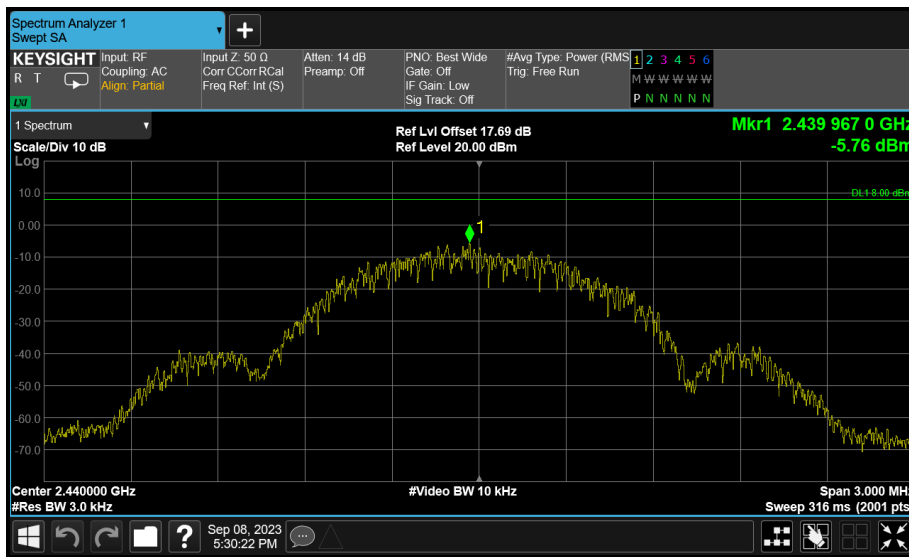 Spectrum Analyzer 1
Swept SA
KEYSIGHT
R T
LXI
Input: RF
Coupling: AC
Align: Partial
Input Z: 50 Ω
Corr CCorr RCal
Freq Ref: Int (S)
Atten: 14 dB
Preamp: Off
PNO: Best Wide
Gate: Off
IF Gain: Low
Sig Track: Off
#Avg Type: Power (RMS
Trig: Free Run
1 2 3 4 5 6
M W W W W W
P N N N N N
1 Spectrum
Scale/Div 10 dB
Log
Ref Lvl Offset 17.69 dB
Ref Level 20.00 dBm
Mkr1 2.439 967 0 GHz
-5.76 dBm
DL1 8.00 dBm
1
10.0
0.00
-10.0
-20.0
-30.0
-40.0
-50.0
-60.0
-70.0
Center 2.440000 GHz
#Res BW 3.0 kHz
#Video BW 10 kHz
Span 3.000 MHz
Sweep 316 ms (2001 pts
?
Sep 08, 2023
5:30:22 PM